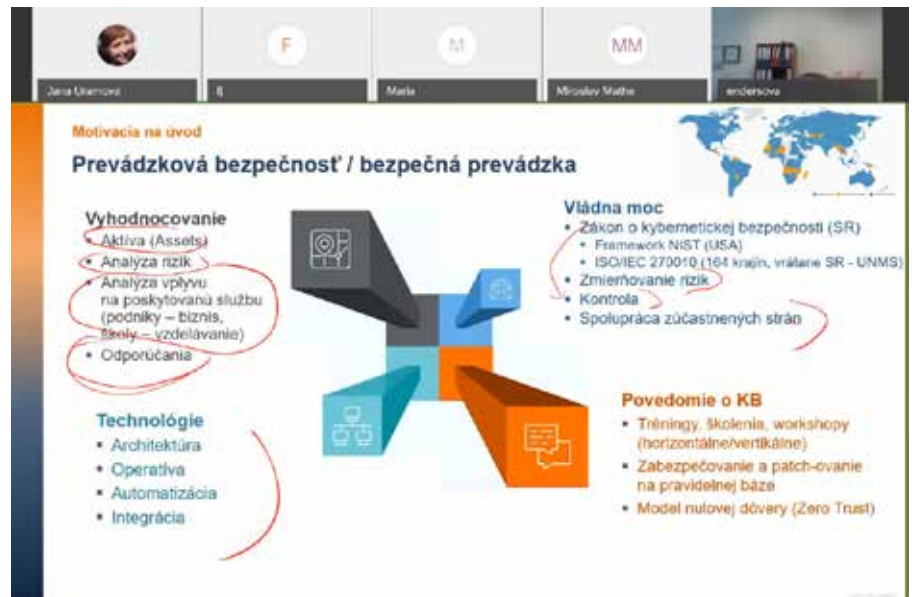 F
M
MM
Jana Uramova
Maria
Miroslav Mathe
endersova
Motivacia na úvod
Prevádzková bezpečnosť / bezpečná prevádzka
Vyhodnocovanie
Aktíva (Assets)
Analýza rizík
Analýza vplyvu
na poskytovanú službu
(podniky – biznis,
školy – vzdelávanie)
Odporúčania
Vládna moc
Zákon o kybernetickej bezpečnosti (SR)
Framework NIST (USA)
ISO/IEC 270010 (164 krajín, vrátane SR - UNMS)
Zmierňovanie rizík
Kontrola
Spolupráca zúčastnených strán
Technológie
Architektúra
Operatíva
Automatizácia
Integrácia
Povedomie o KB
Tréningy, školenia, workshopy
(horizontálne/vertikálne)
Zabezpečovanie a patch-ovanie
na pravidelnej báze
Model nulovej dôvery (Zero Trust)